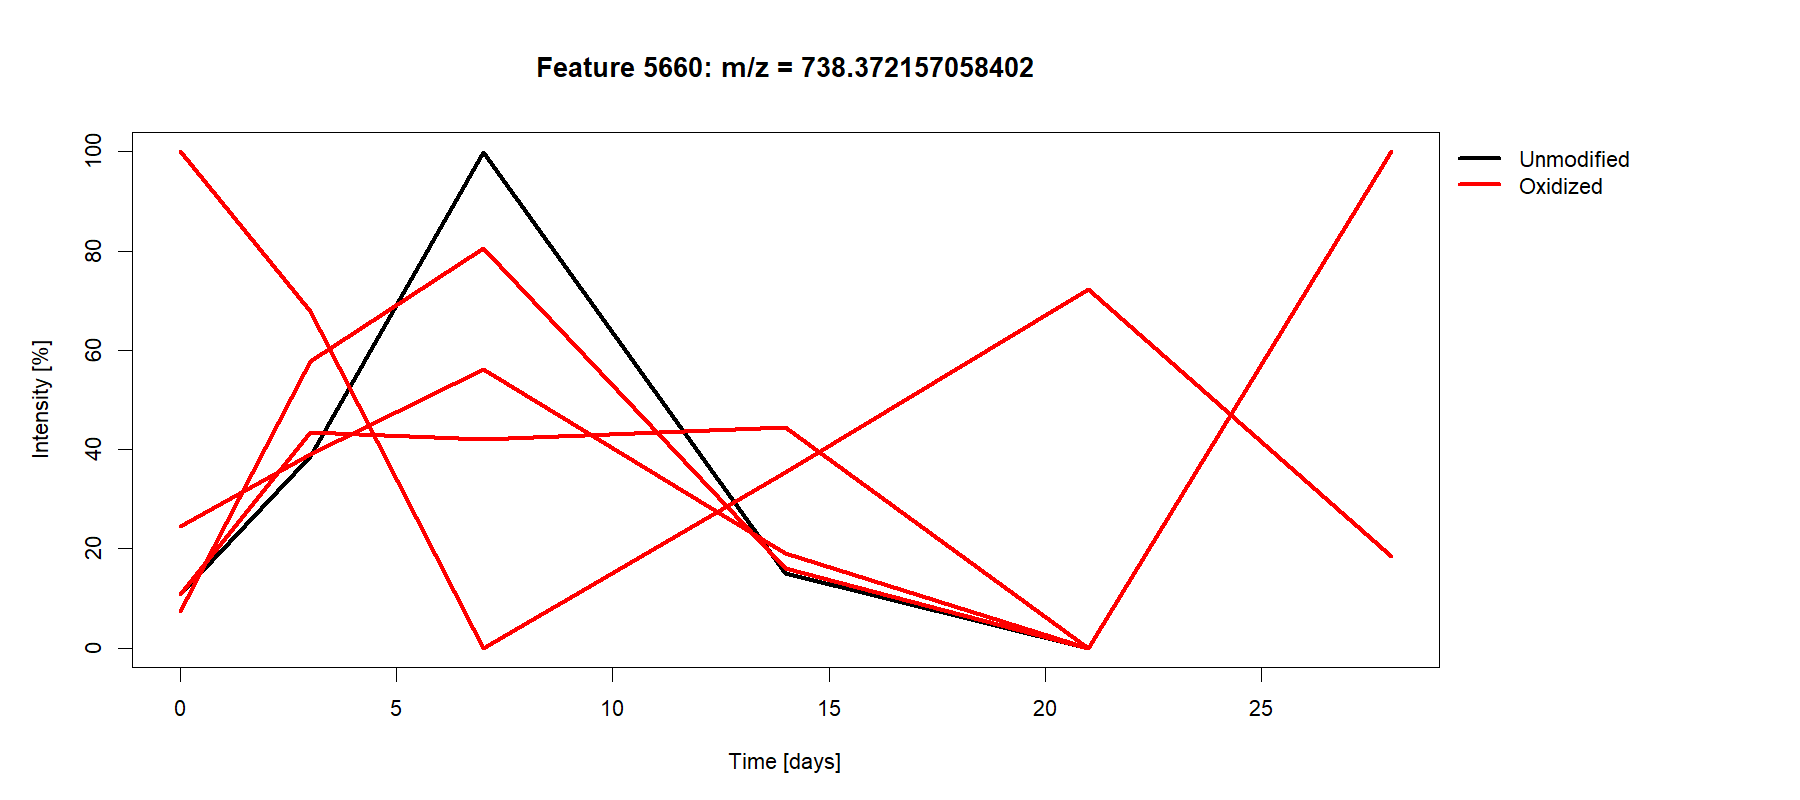 Feature 5660: m/z = 738.372157058402
Unmodified
Oxidized
Intensity [%]
100
80
60
40
20
0
0 5 10 15 20 25
Time [days]